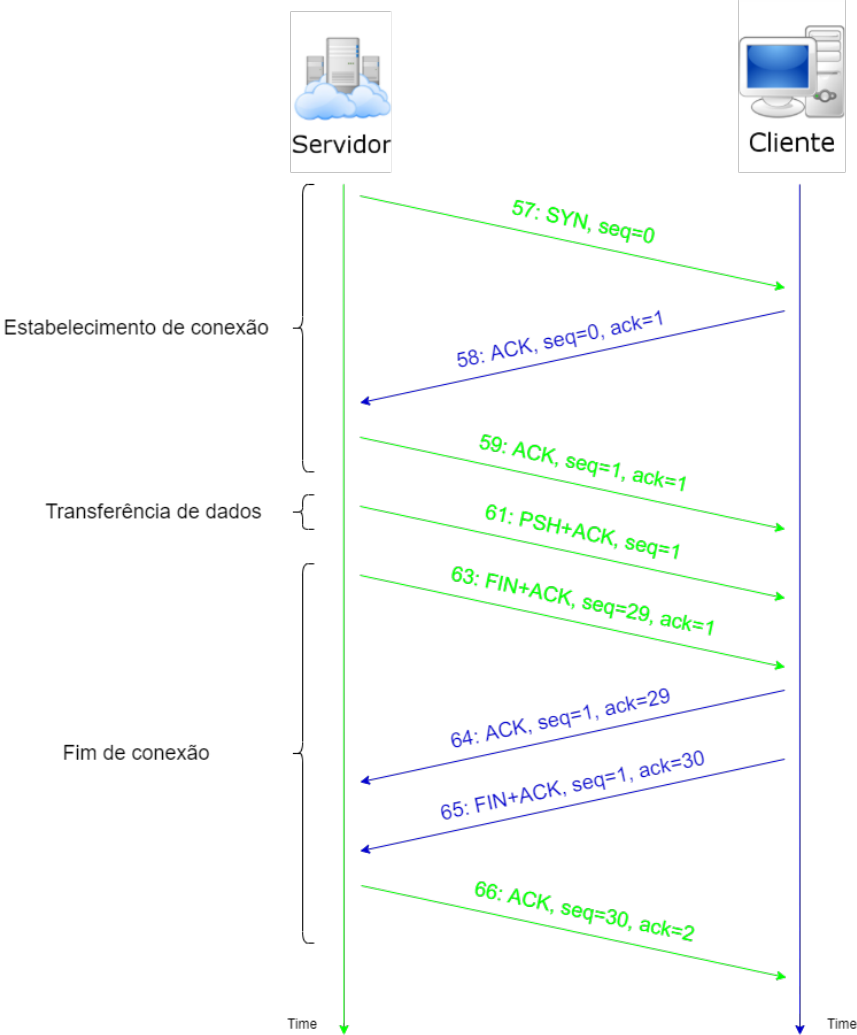 Servidor
Cliente
57: SYN, seq=0
Estabelecimento de conexão
58: ACK, seq=0, ack=1
59: ACK, seq=1, ack=1
Transferência de dados
61: PSH+ACK, seq=1
63: FIN+ACK, seq=29, ack=1
64: ACK, seq=1, ack=29
Fim de conexão
65: FIN+ACK, seq=1, ack=30
66: ACK, seq=30, ack=2
Time
Time